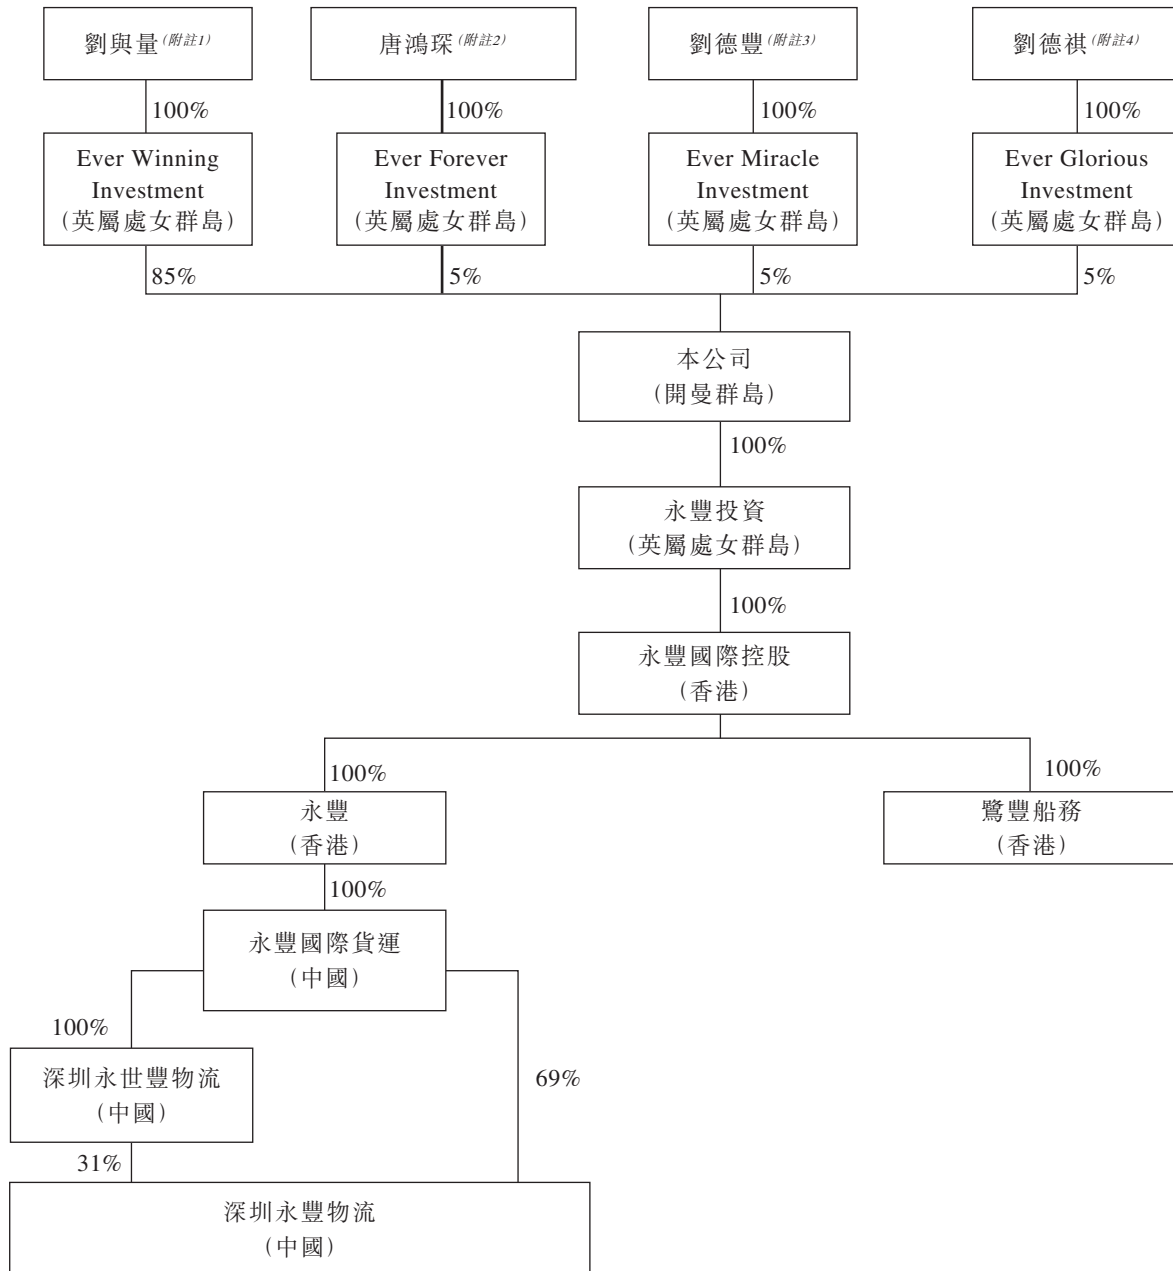 劉與量(附註1)
唐鴻琛(附註2)
劉德豐(附註3)
劉德祺(附註4)
100%
100%
100%
100%
Ever Winning
Investment
(英屬處女群島)
Ever Forever
Investment
(英屬處女群島)
Ever Miracle
Investment
(英屬處女群島)
Ever Glorious
Investment
(英屬處女群島)
85%
5%
5%
5%
本公司
(開曼群島)
100%
永豐投資
(英屬處女群島)
100%
永豐國際控股
(香港)
100%
100%
永豐
(香港)
鷺豐船務
(香港)
100%
永豐國際貨運
(中國)
100%
69%
深圳永世豐物流
(中國)
31%
深圳永豐物流
(中國)